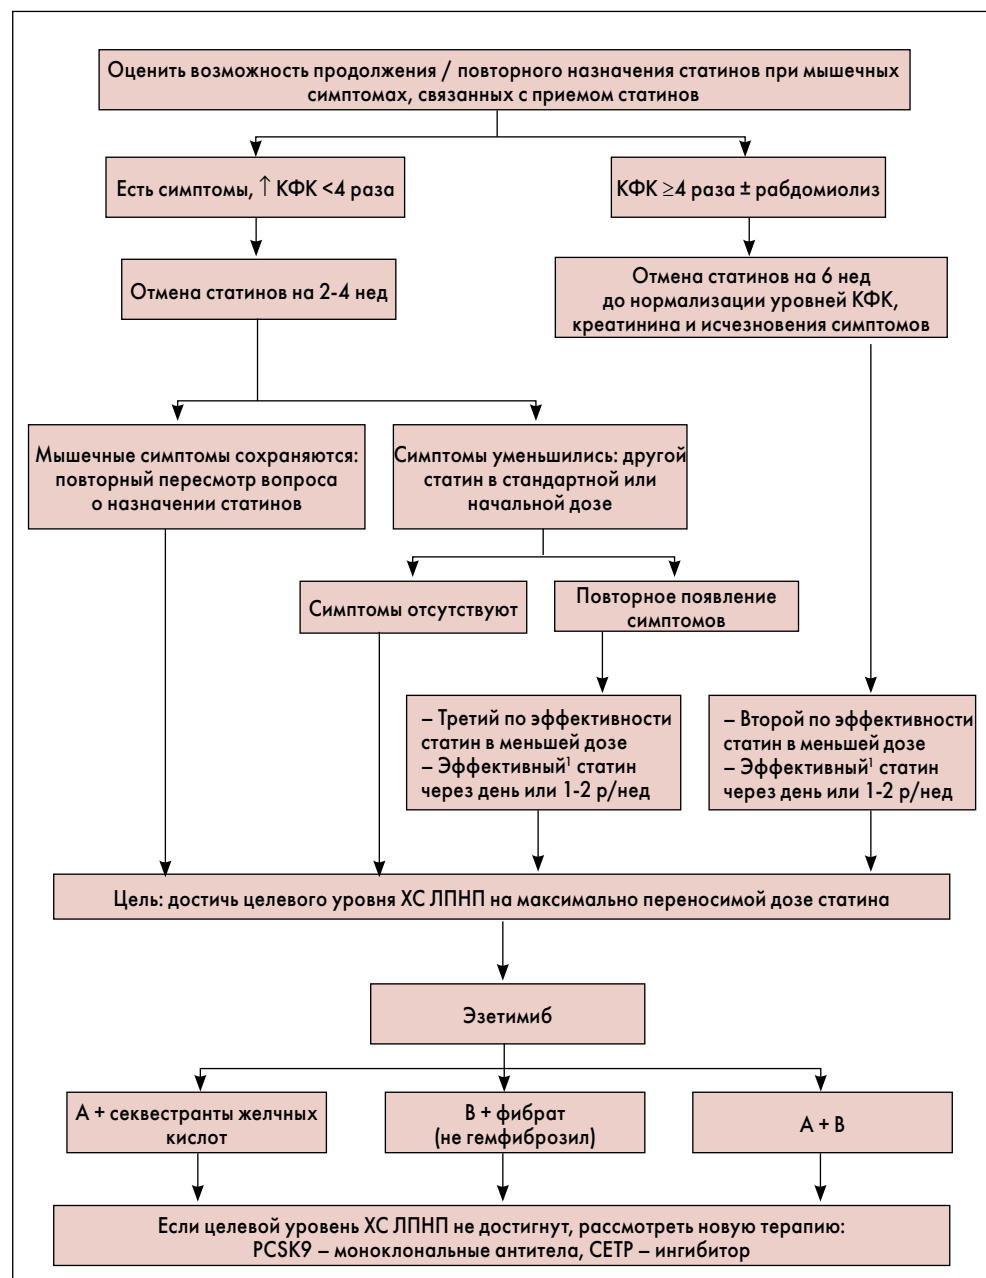 Оценить возможность продолжения / повторного назначения статинов при мышечных
симптомах, связанных с приемом статинов
Есть симптомы, ↑ КФК <4 раза
КФК ≥4 раза ± рабдомиолиз
Отмена статинов на 2-4 нед
Отмена статинов на 6 нед
до нормализации уровней КФК,
креатинина и исчезновения симптомов
Мышечные симптомы сохраняются:
повторный пересмотр вопроса
о назначении статинов
Симптомы уменьшились: другой
статин в стандартной или
начальной дозе
Симптомы отсутствуют
Повторное появление
симптомов
– Третий по эффективности
статин в меньшей дозе
– Эффективный¹ статин
через день или 1-2 р/нед
– Второй по эффективности
статин в меньшей дозе
– Эффективный¹ статин
через день или 1-2 р/нед
Цель: достичь целевого уровня ХС ЛПНП на максимально переносимой дозе статина
Эзетимиб
А + секвестранты желчных
кислот
В + фибрат
(не гемфиброзил)
А + В
Если целевой уровень ХС ЛПНП не достигнут, рассмотреть новую терапию:
PCSK9 – моноклональные антитела, CETP – ингибитор